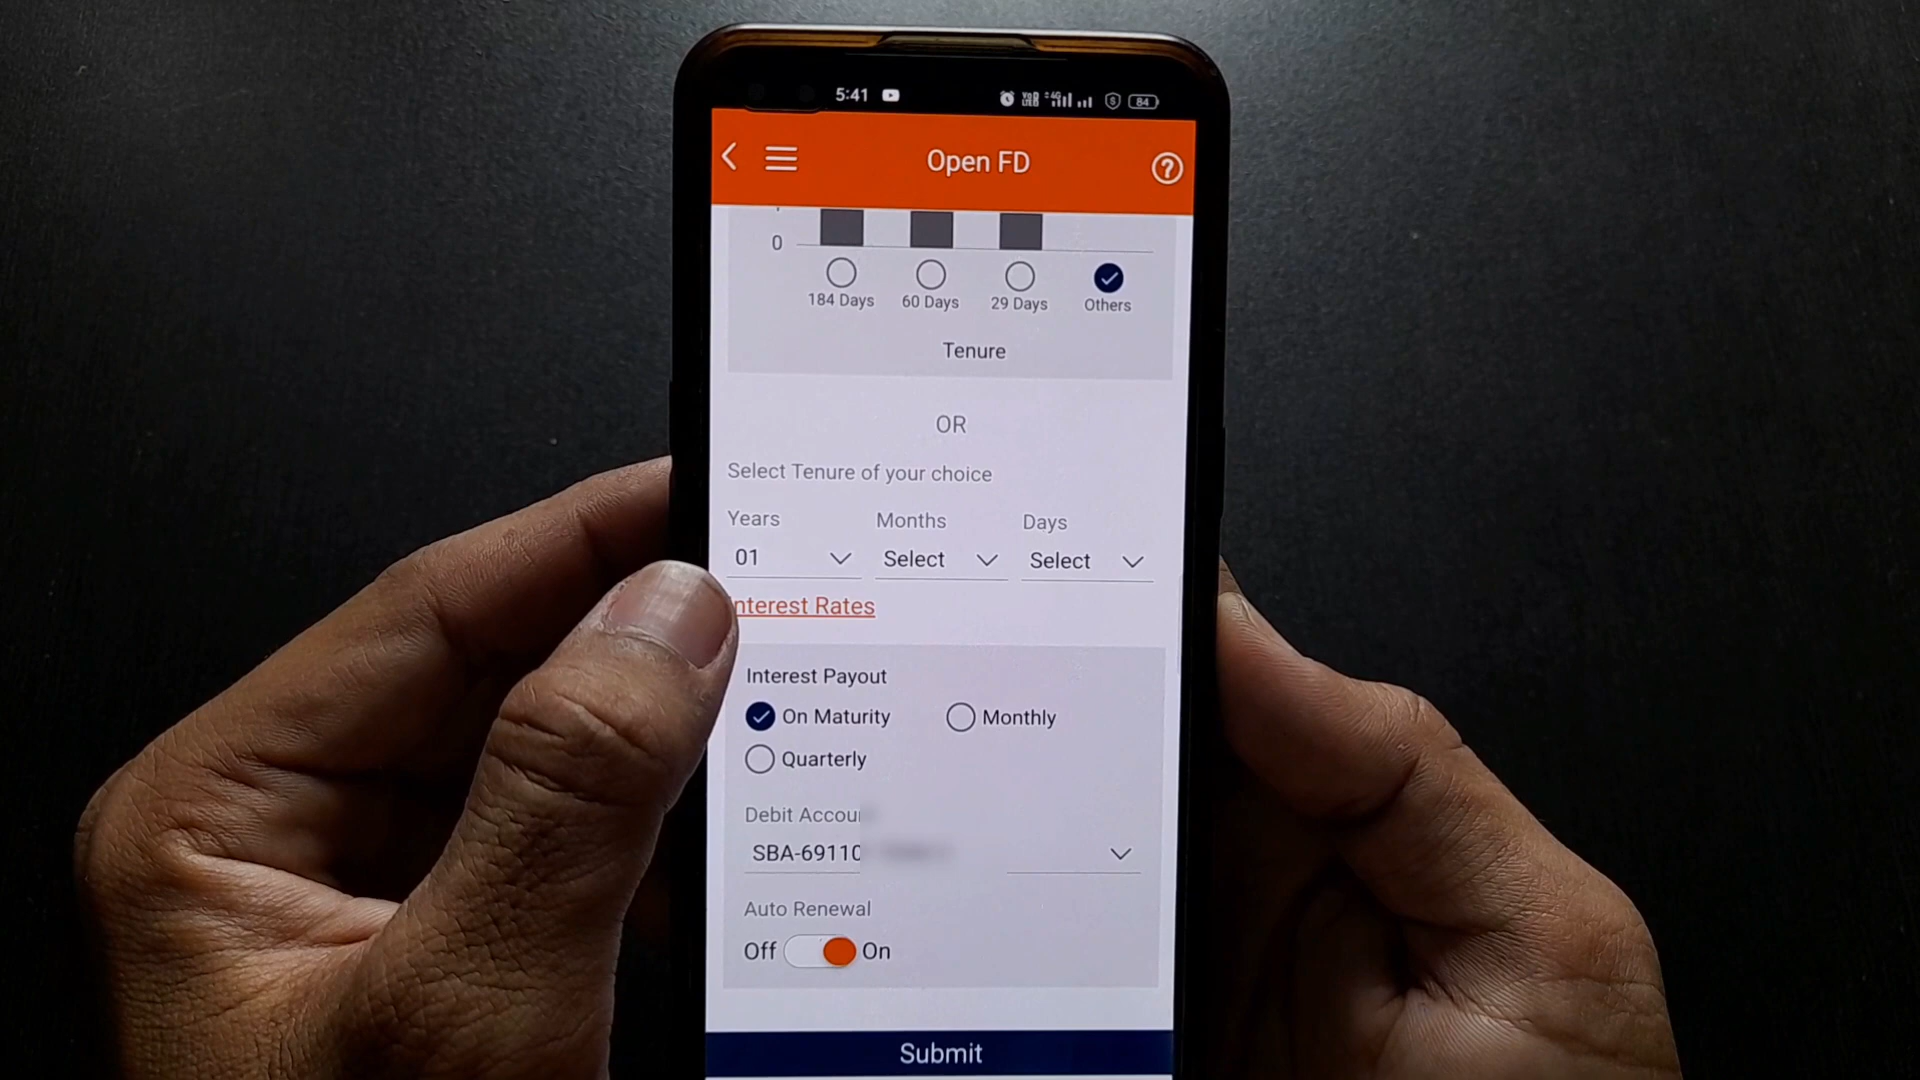 5:41 84
Open FD
0
184 Days 60 Days 29 Days Others
Tenure
OR
Select Tenure of your choice
Years Months Days
01 Select Select
nterest Rates
Interest Payout
On Maturity Monthly
Quarterly
Debit Accou
SBA-69110
Auto Renewal
Off On
Submit